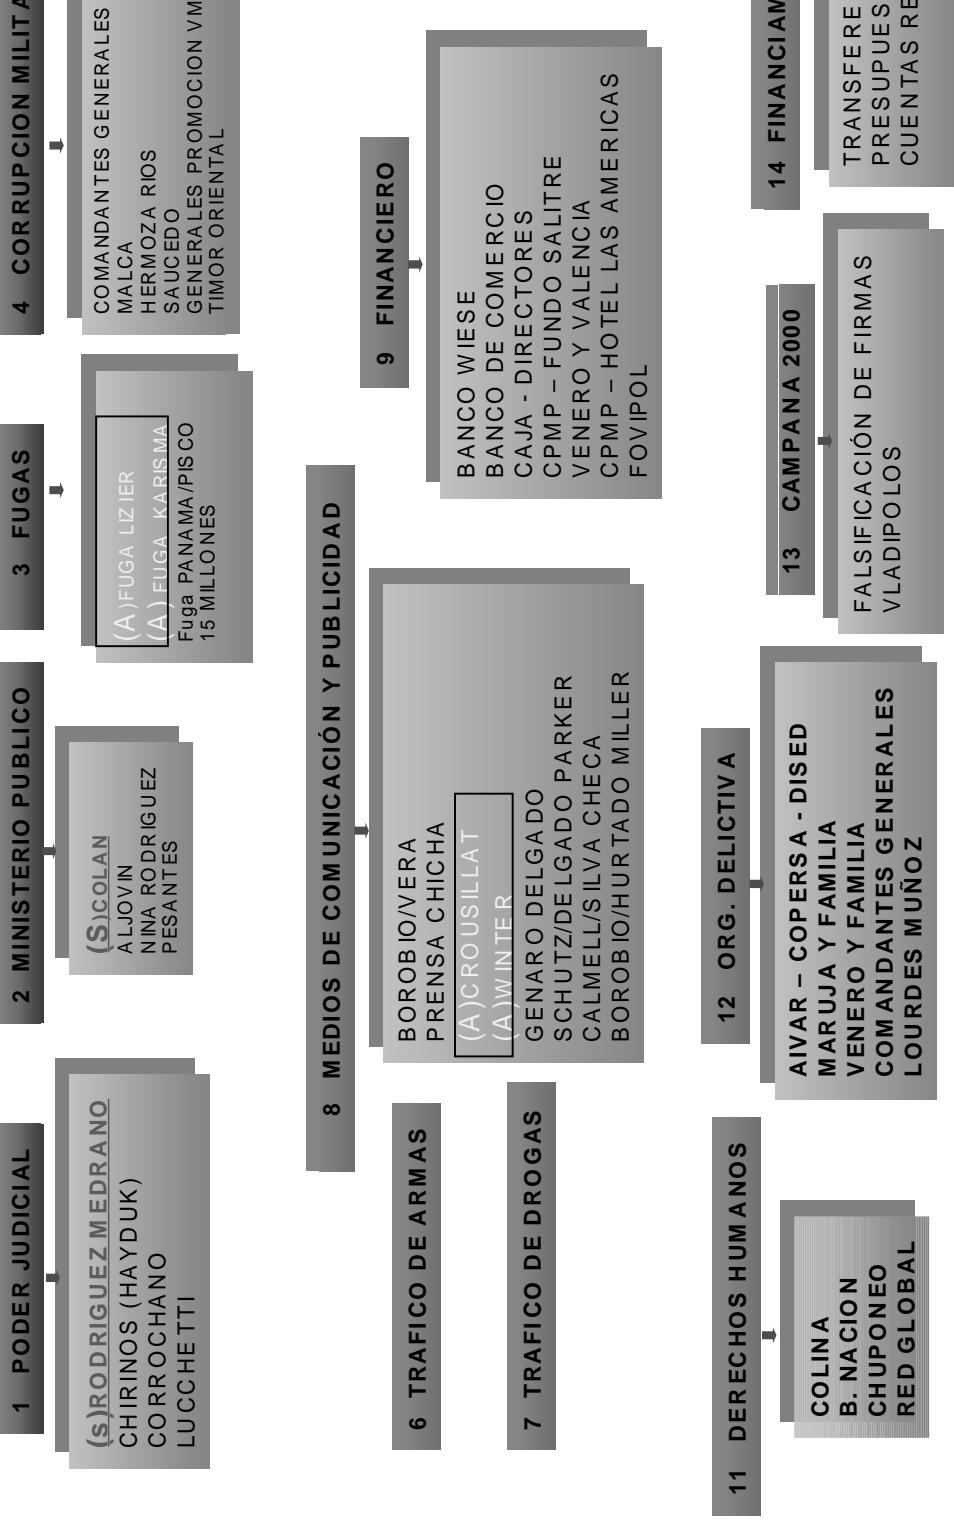 1 PODER JUDICIAL
(s)RODRIGUEZ MEDRANO
CHIRINOS (HAYDUK)
CORROCHANO
LUCCHETTI
2 MINISTERIO PUBLICO
(S)COLAN
ALJOVIN
NINA RODRIGUEZ
PESANTES
3 FUGAS
(A)FUGA LIZIER
(A) FUGA KARISMA
Fuga PANAMA/PISCO
15 MILLONES
4 CORRUPCION MILITA
COMANDANTES GENERALES
MALCA
HERMOZA RIOS
SAUCEDO
GENERALES PROMOCION VM
TIMOR ORIENTAL
6 TRAFICO DE ARMAS
7 TRAFICO DE DROGAS
8 MEDIOS DE COMUNICACIÓN Y PUBLICIDAD
BOROBIO/VERA
PRENSA CHICHA
(A)CROUSILLAT
(A)WINTER
GENARO DELGADO
SCHUTZ/DELGADO PARKER
CALMELL/SILVA CHECA
BOROBIO/HURTADO MILLER
9 FINANCIERO
BANCO WIESE
BANCO DE COMERCIO
CAJA - DIRECTORES
CPMP – FUNDO SALITRE
VENERO Y VALENCIA
CPMP – HOTEL LAS AMERICAS
FOVIPOL
11 DERECHOS HUMANOS
COLINA
B. NACION
CHUPONEO
RED GLOBAL
12 ORG. DELICTIVA
AIVAR – COPERSA - DISED
MARUJA Y FAMILIA
VENERO Y FAMILIA
COMANDANTES GENERALES
LOURDES MUÑOZ
13 CAMPANA 2000
FALSIFICACIÓN DE FIRMAS
VLADIPOLOS
14 FINANCIAM
TRANSFERE
PRESUPUES
CUENTAS RE